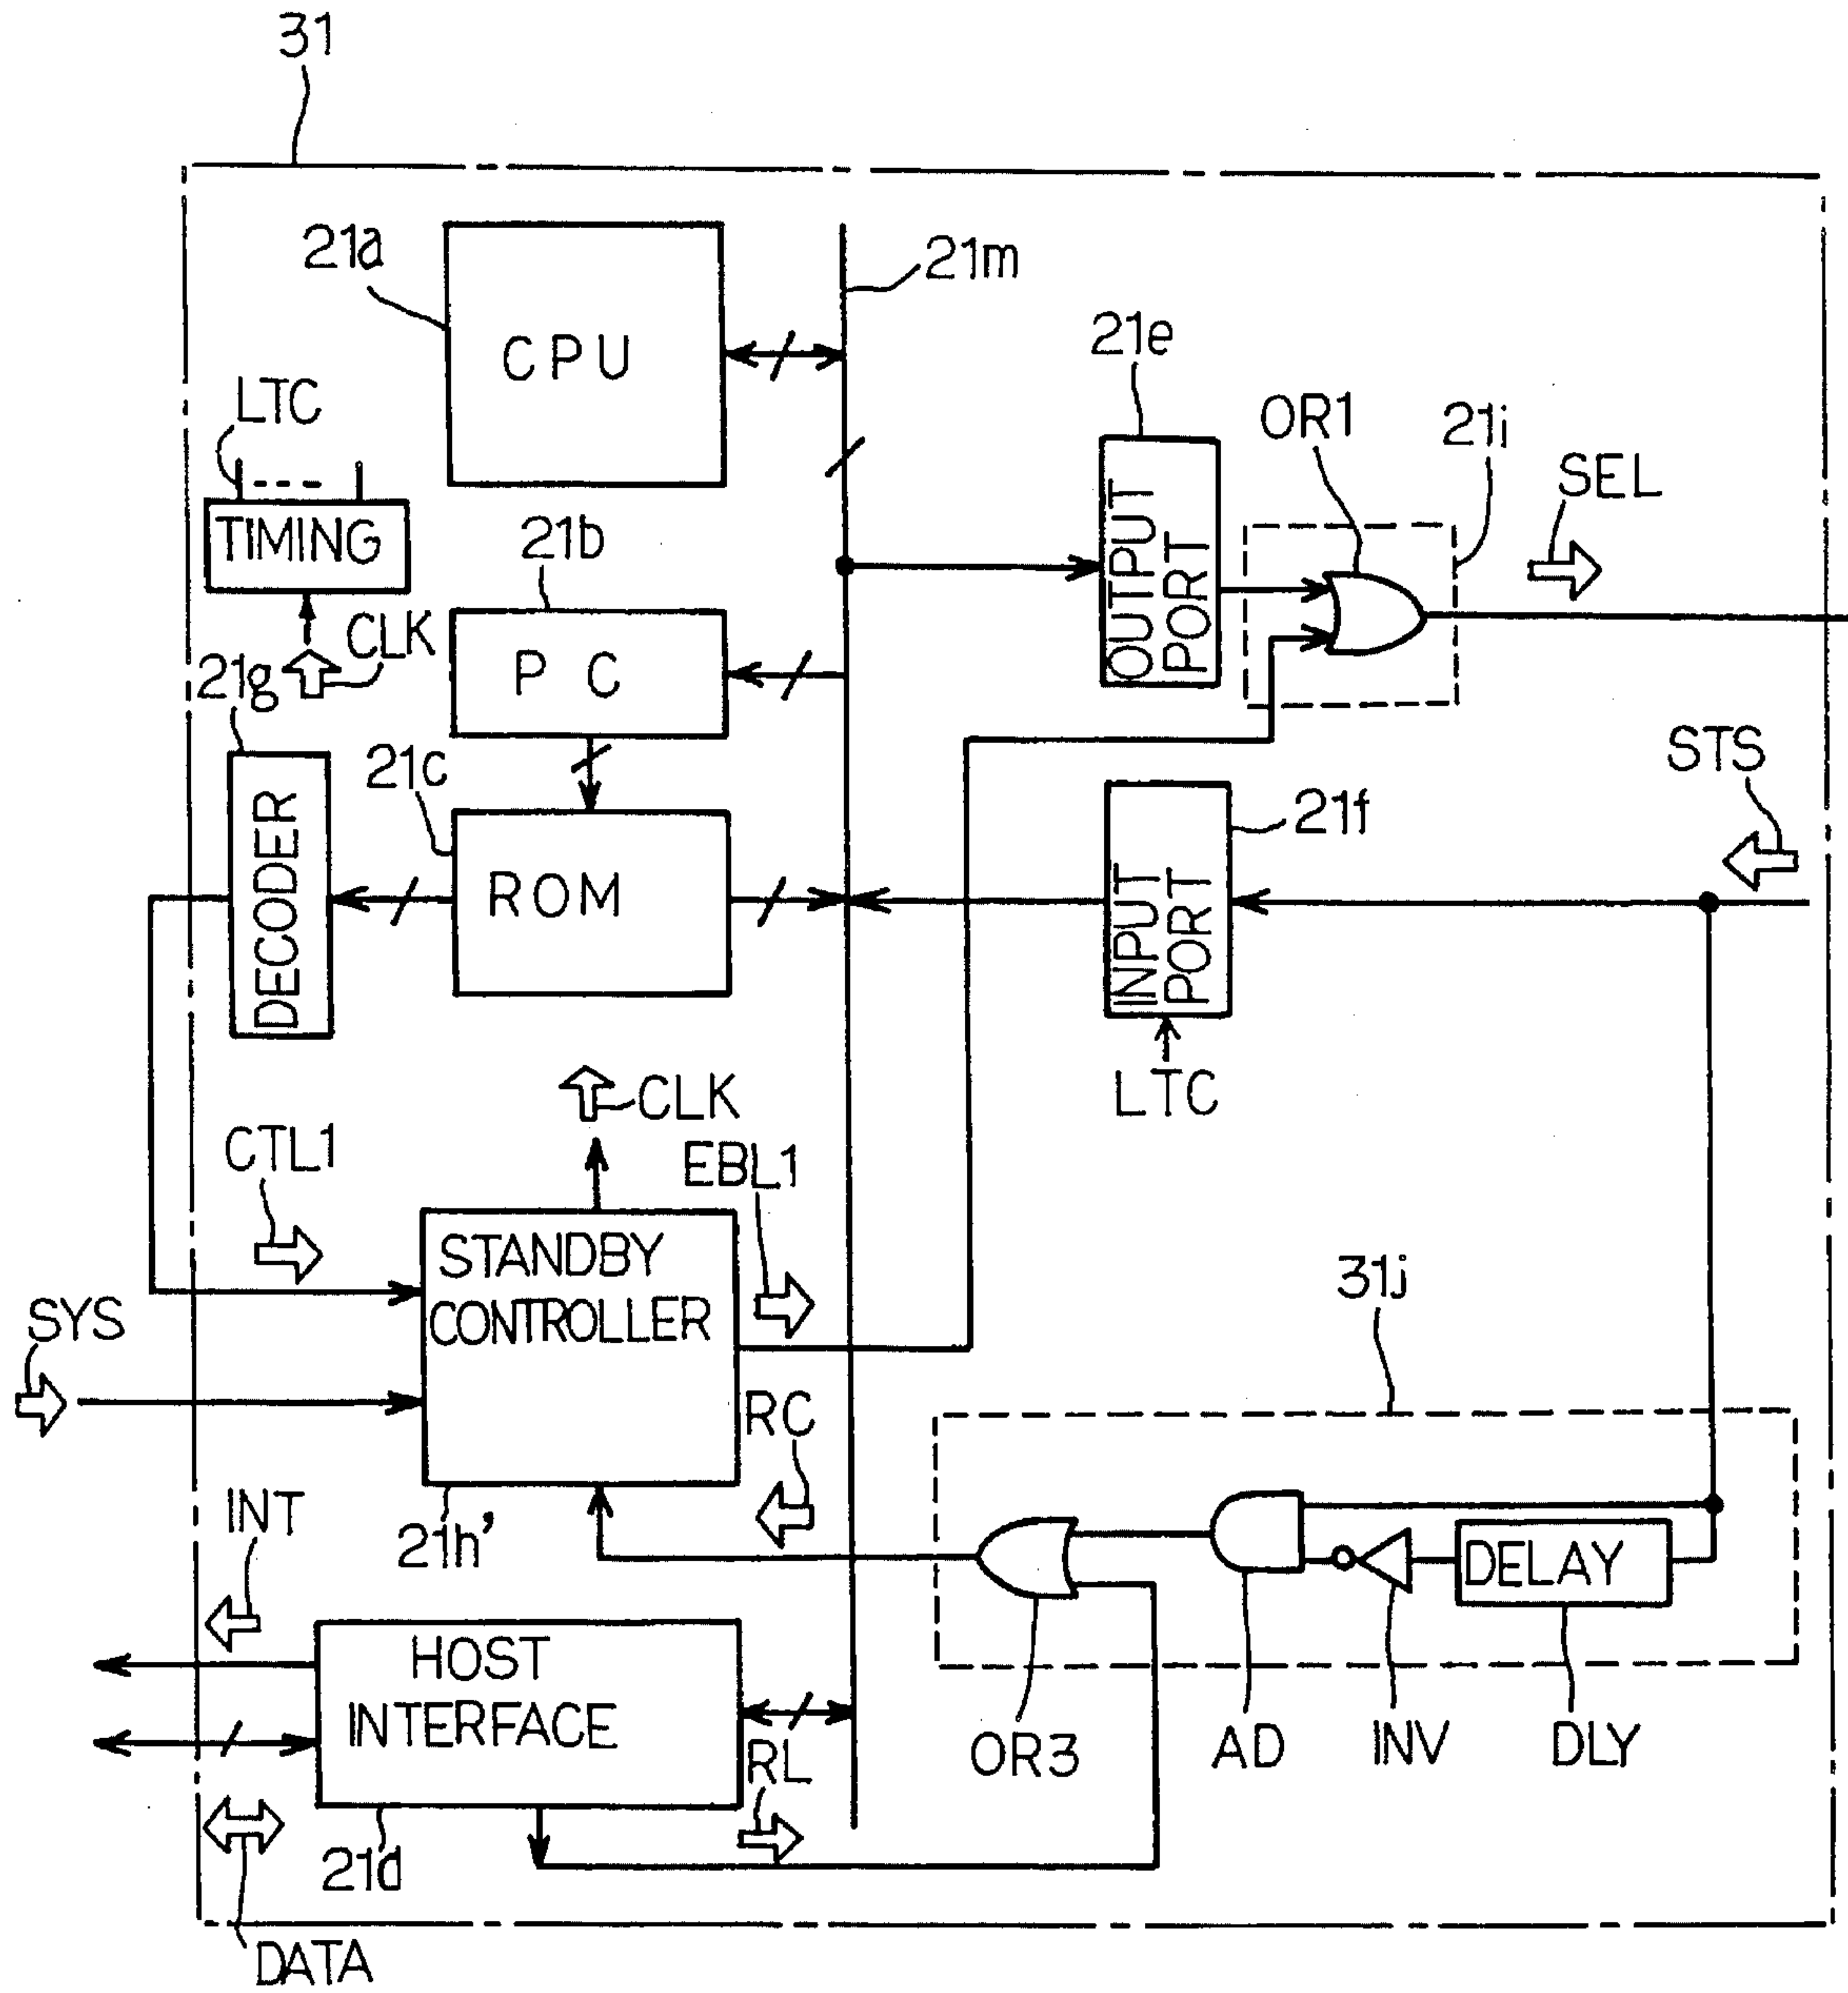 31
21a
CPU
21m
LTC
TIMING
CLK
21b
PC
21e
OUTPUT
PORT
OR1
21i
SEL
21g
DECODER
21c
ROM
STS
21f
INPUT
PORT
LTC
CLK
CTL1
EBL1
STANDBY
CONTROLLER
SYS
RC
21h'
31j
INT
DELAY
HOST
INTERFACE
RL
OR3
AD
INV
DLY
21d
DATA